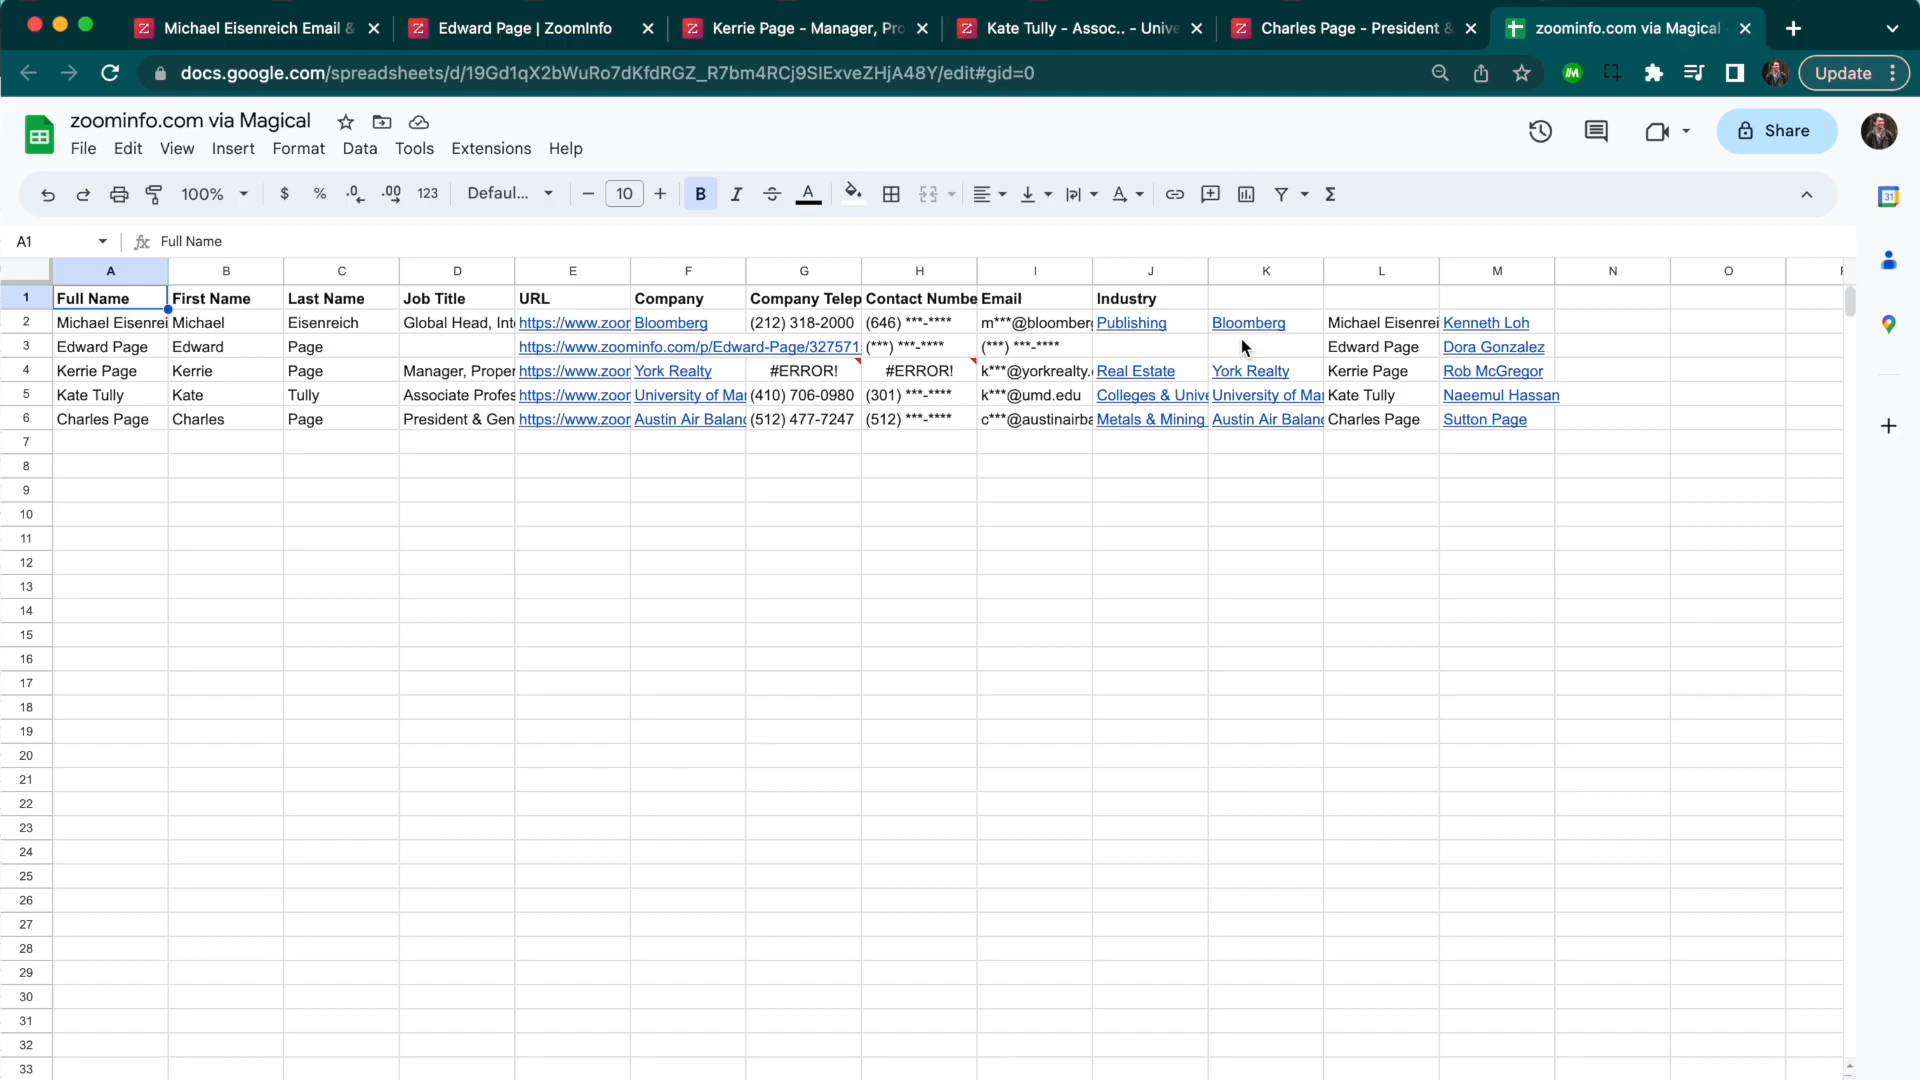 Michael Eisenreich Email &
Edward Page | ZoomInfo
Kerrie Page - Manager, Pro
Kate Tully - Assoc.. - Unive
Charles Page - President &
zoominfo.com via Magical
docs.google.com/spreadsheets/d/19Gd1qX2bWuRo7dKfdRGZ_R7bm4RCj9SIExveZHjA48Y/edit#gid=0
Update
zoominfo.com via Magical
File Edit View Insert Format Data Tools Extensions Help
Share
100% $ % .0 .00 123 Defaul... 10 B I A Σ
31
A1 fx Full Name
A B C D E F G H I J K L M N O
1 Full Name First Name Last Name Job Title URL Company Company Telep Contact Numbe Email Industry
2 Michael Eisenrei Michael Eisenreich Global Head, Int https://www.zoor Bloomberg (212) 318-2000 (646) ***-**** m***@bloomberg Publishing Bloomberg Michael Eisenrei Kenneth Loh
3 Edward Page Edward Page https://www.zoominfo.com/p/Edward-Page/327571 (***) ***-**** (***) ***-**** Edward Page Dora Gonzalez
4 Kerrie Page Kerrie Page Manager, Proper https://www.zoor York Realty #ERROR! #ERROR! k***@yorkrealty. Real Estate York Realty Kerrie Page Rob McGregor
5 Kate Tully Kate Tully Associate Profes https://www.zoor University of Mar (410) 706-0980 (301) ***-**** k***@umd.edu Colleges & Unive University of Mar Kate Tully Naeemul Hassan
6 Charles Page Charles Page President & Gen https://www.zoor Austin Air Balanc (512) 477-7247 (512) ***-**** c***@austinairba Metals & Mining Austin Air Balanc Charles Page Sutton Page
7
8
9
10
11
12
13
14
15
16
17
18
19
20
21
22
23
24
25
26
27
28
29
30
31
32
33